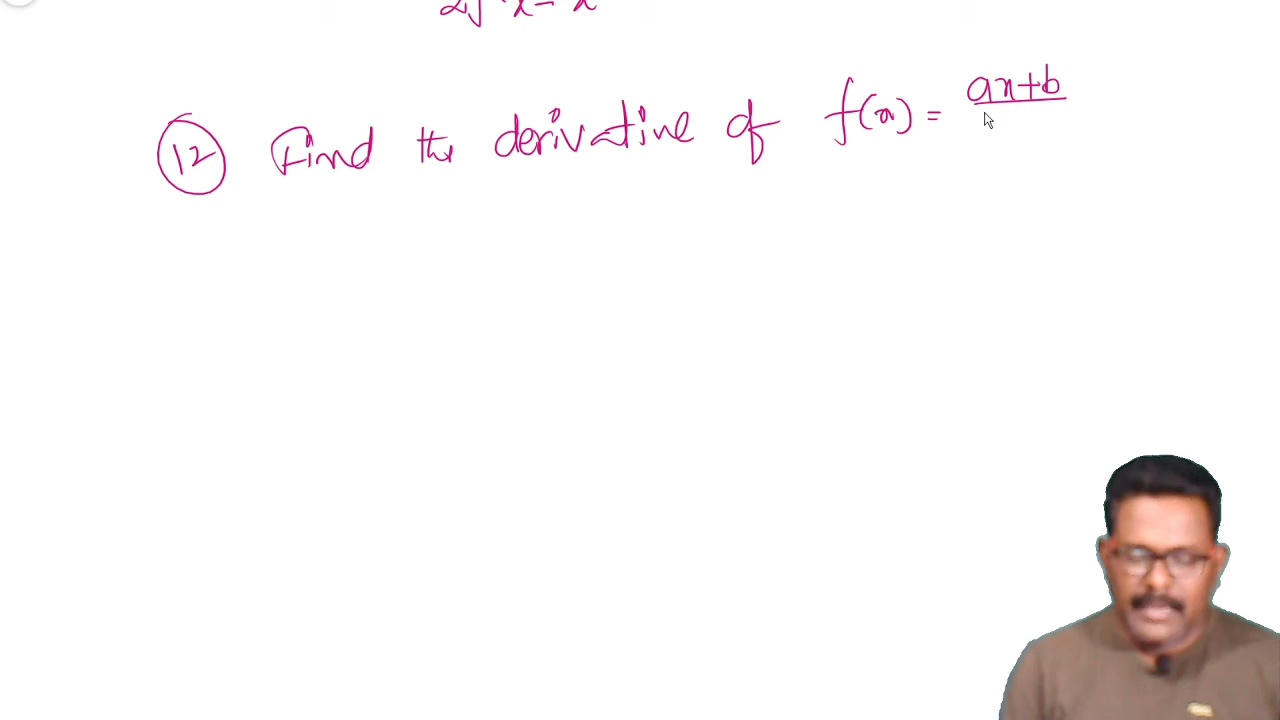 ⑫ Find the derivative of f(x) = ax+b